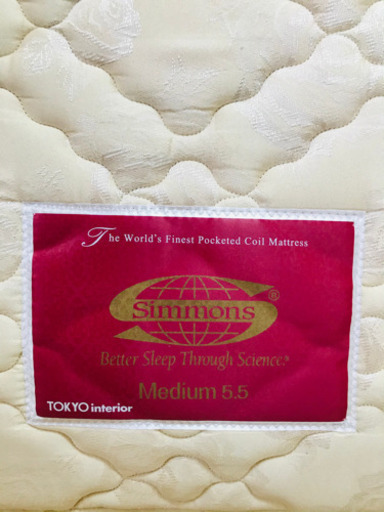 The World's Finest Pocketed Coil Mattress
Simmons®
Better Sleep Through Science.®
Medium 5.5
TOKYO interior